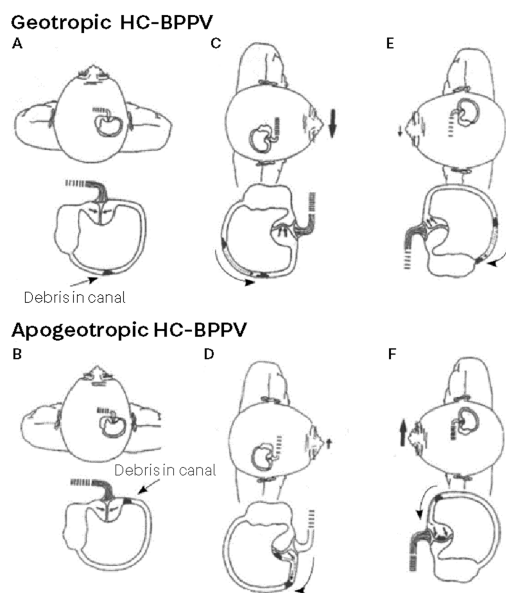 Geotropic HC-BPPV
A C E
Debris in canal
Apogeotropic HC-BPPV
B D F
Debris in canal